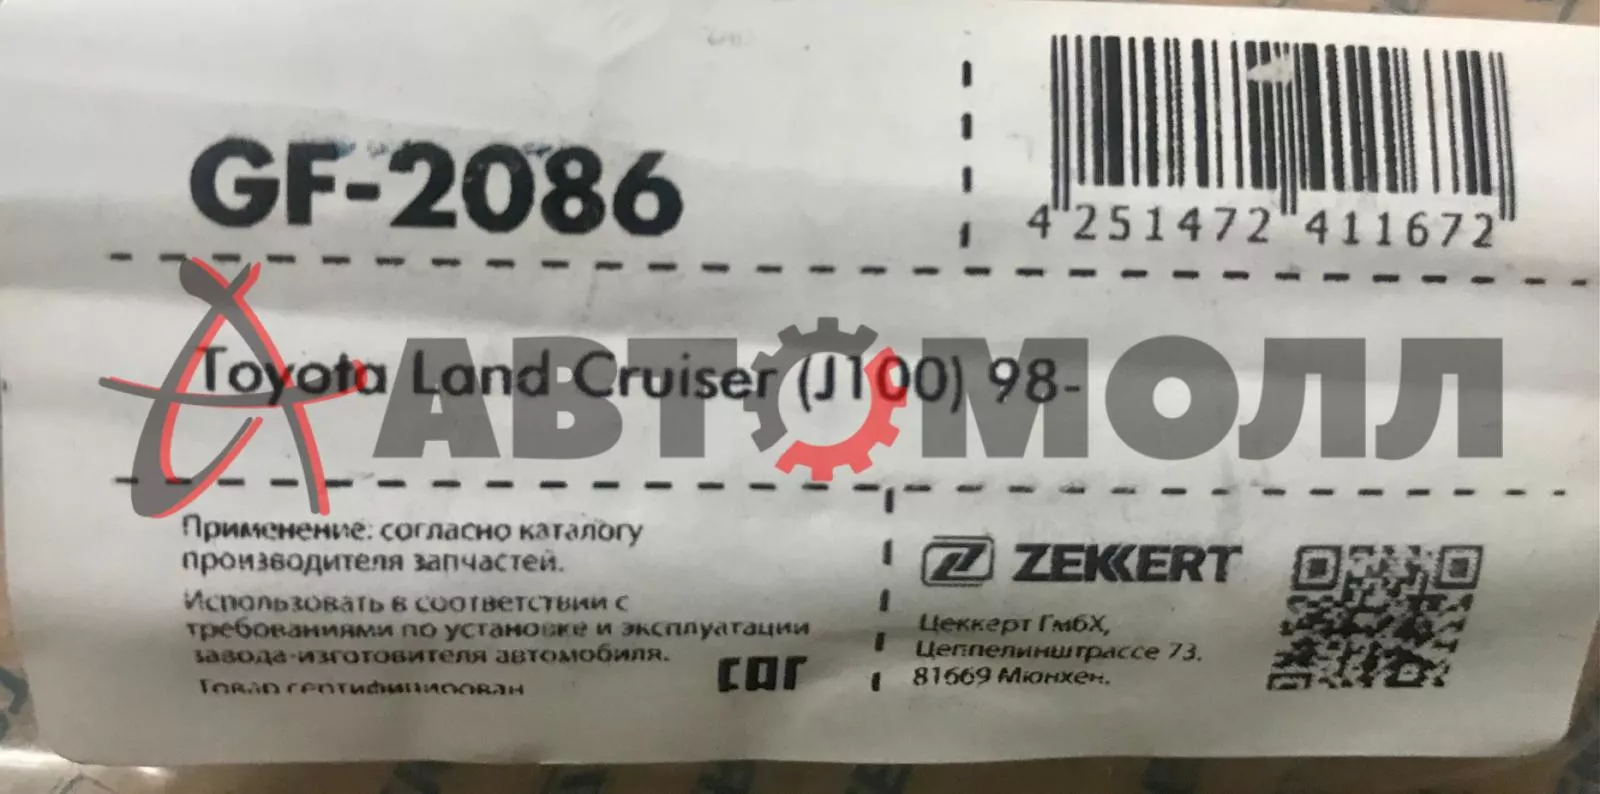 GF-2086
4 251472 411672
Toyota Land Cruiser (J100) 98-
АВТОМОЛЛ
Применение: согласно каталогу
производителя запчастей.
Использовать в соответствии с
требованиями по установке и эксплуатации
завода-изготовителя автомобиля.
Товар сертифицирован
EAC
ZEKKERT
Цеккерт ГмбХ,
Цеппелинштрассе 73.
81669 Мюнхен.